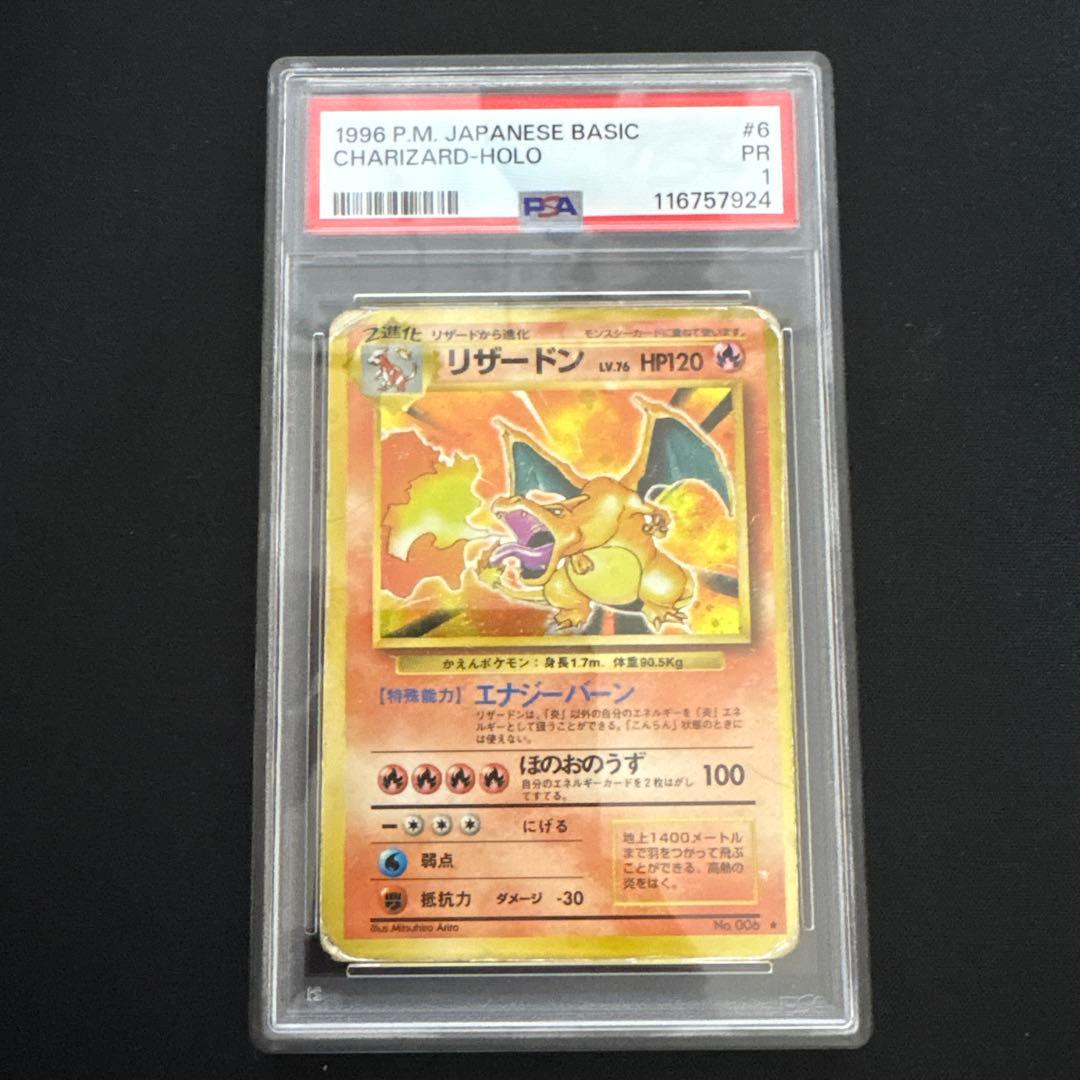 1996 P.M. JAPANESE BASIC #6
CHARIZARD-HOLO PR
1
PSA 116757924
2進化 リザードから進化 モンスターカードに重ねて使います。
リザードン LV.76 HP120
かえんポケモン：身長1.7m. 体重90.5Kg
【特殊能力】エナジーバーン
リザードンは、「炎」以外の自分のエネルギーを「炎」エネ
ルギーとして扱うことができる。「こんらん」状態のときに
は使えない。
ほのおのうず 100
自分のエネルギーカードを2枚はがし
てすてる。
にげる
弱点
抵抗力 ダメージ -30
地上1400メートル
まで羽をつかって飛ぶ
ことができる。高熱の
炎をはく。
Illus. Mitsuhiro Arita No. 006 ★